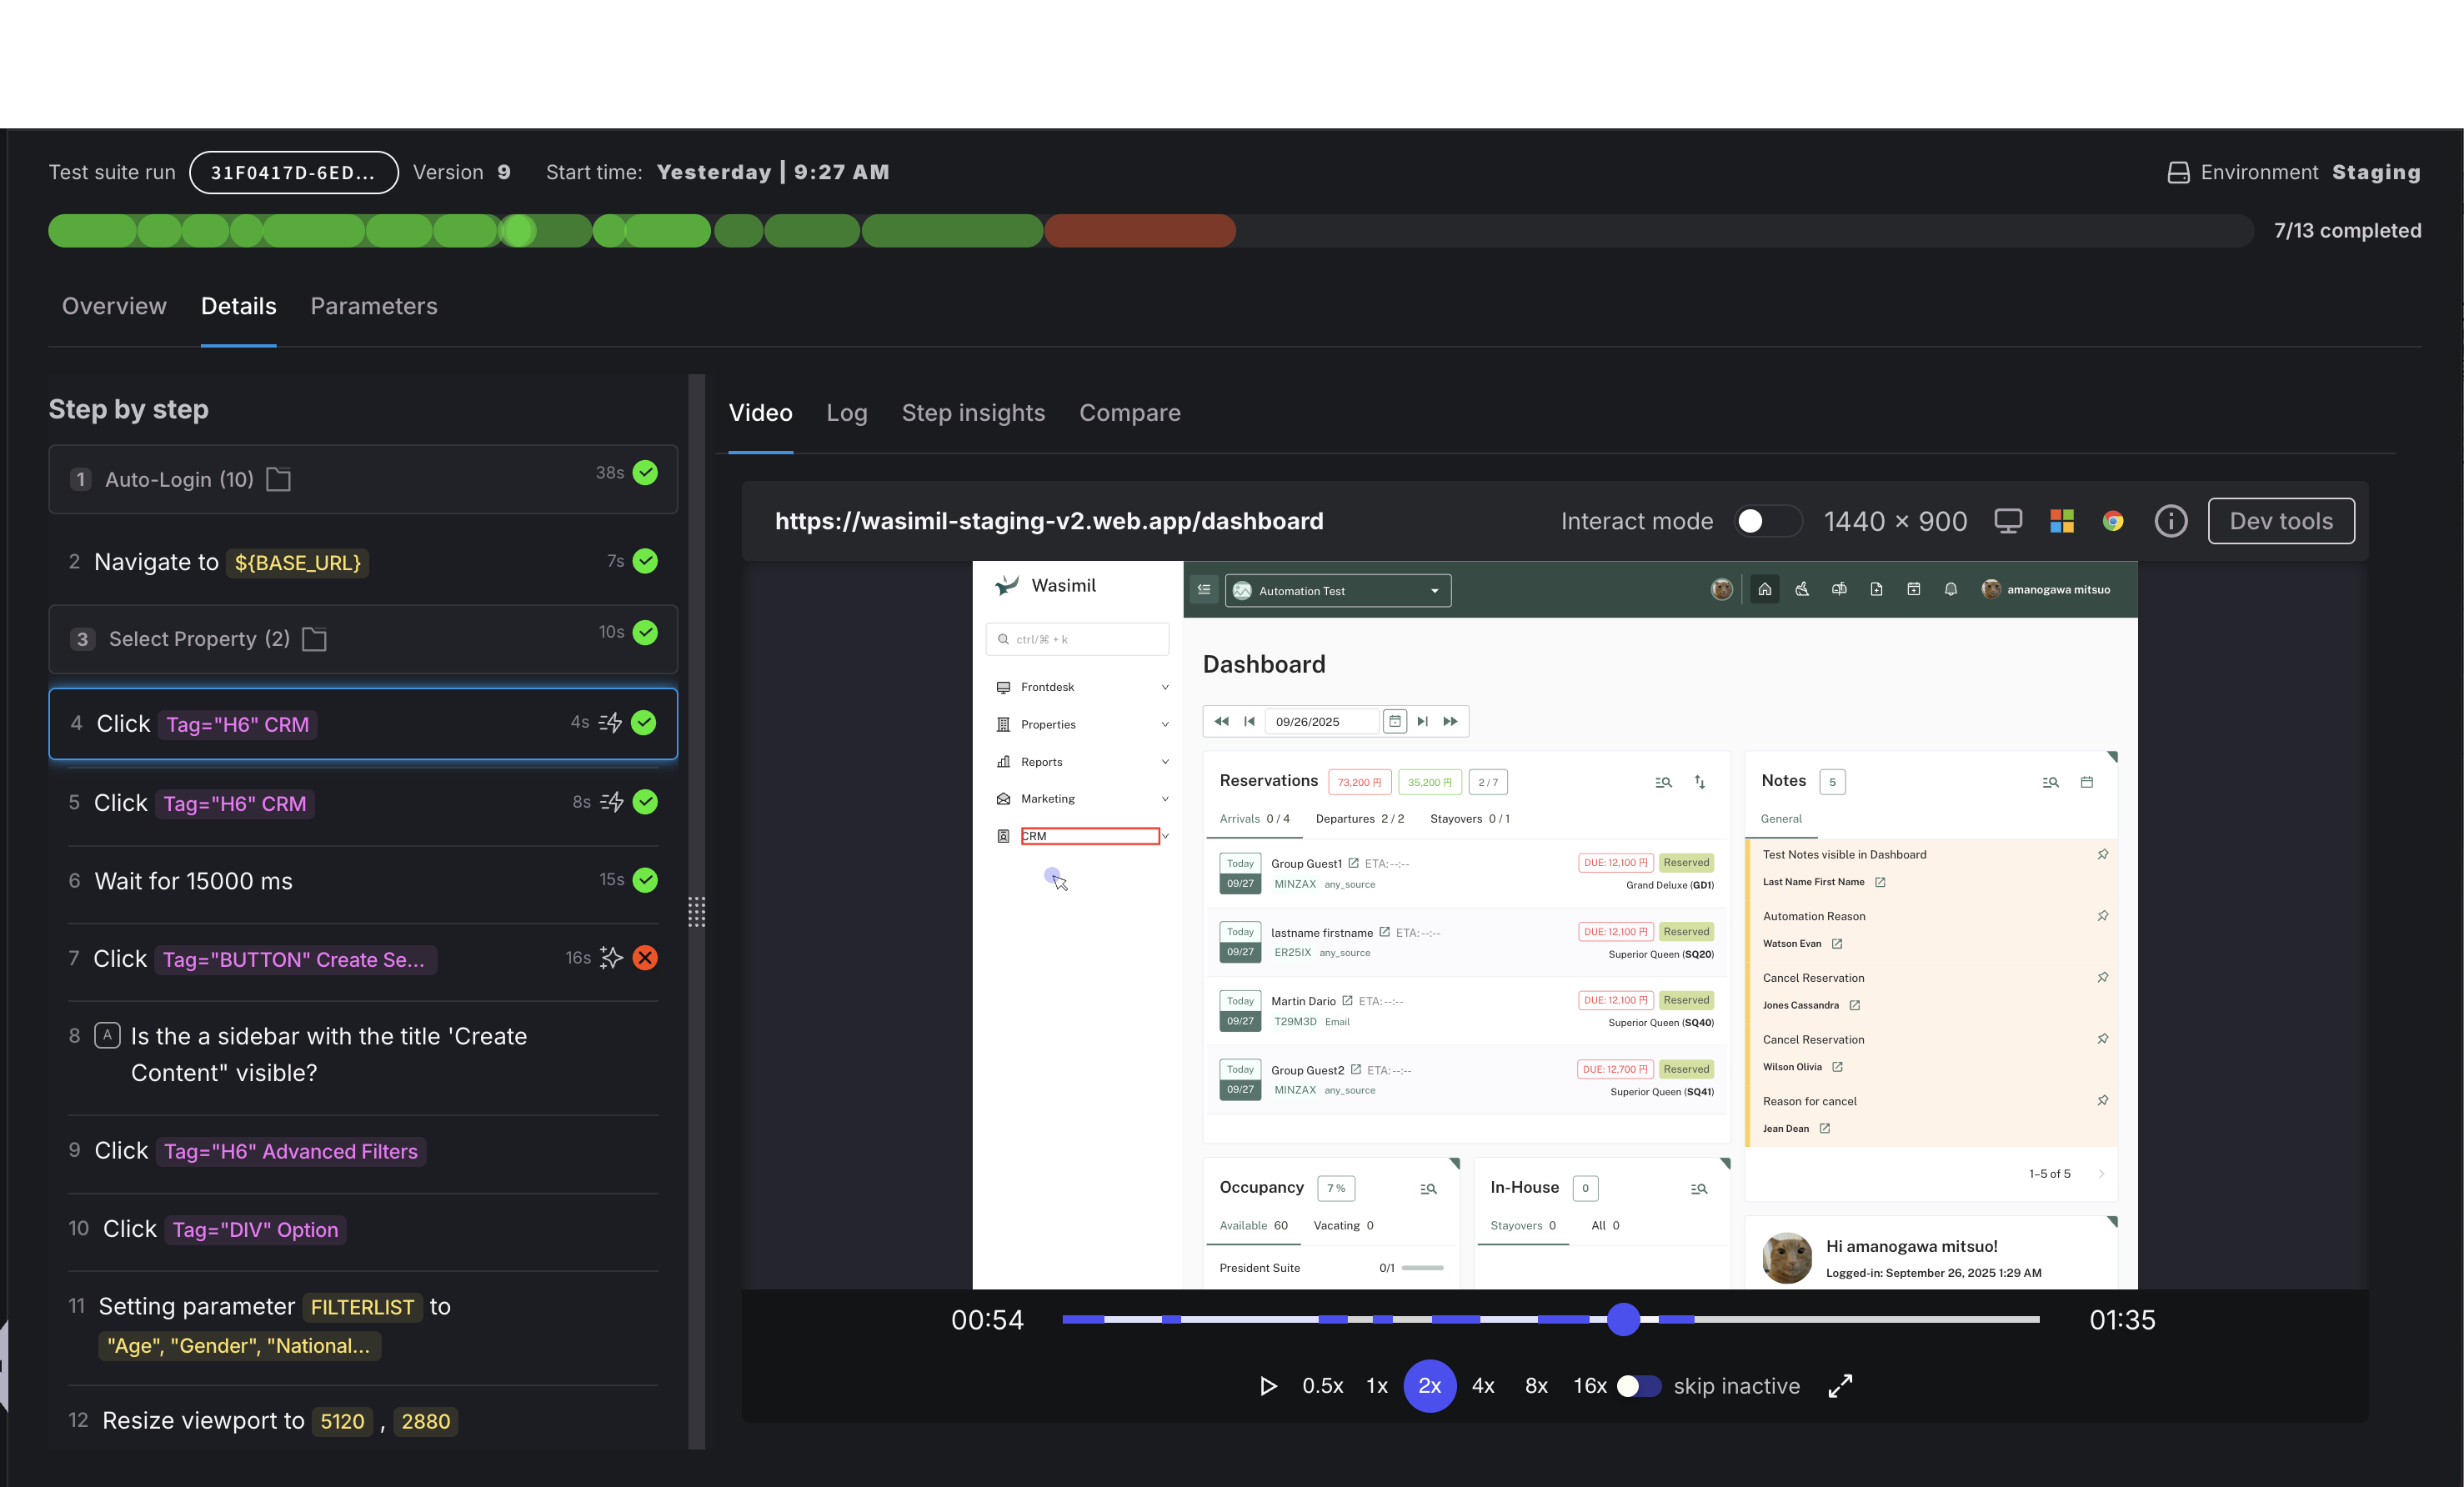 Test suite run 31F0417D-6ED... Version 9 Start time: Yesterday | 9:27 AM Environment Staging
7/13 completed
Overview Details Parameters
Step by step
1 Auto-Login (10) 38s
2 Navigate to ${BASE_URL} 7s
3 Select Property (2) 10s
4 Click Tag="H6" CRM 4s
5 Click Tag="H6" CRM 8s
6 Wait for 15000 ms 15s
7 Click Tag="BUTTON" Create Se... 16s
8 A Is the a sidebar with the title 'Create
Content" visible?
9 Click Tag="H6" Advanced Filters
10 Click Tag="DIV" Option
11 Setting parameter FILTERLIST to
"Age", "Gender", "National...
12 Resize viewport to 5120 , 2880
Video Log Step insights Compare
https://wasimil-staging-v2.web.app/dashboard Interact mode 1440 × 900 Dev tools
Wasimil
ctrl/⌘ + k
Frontdesk
Properties
Reports
Marketing
CRM
Automation Test amanogawa mitsuo
Dashboard
09/26/2025
Reservations 73,200 円 35,200 円 2 / 7
Arrivals 0 / 4 Departures 2 / 2 Stayovers 0 / 1
Today Group Guest1 ETA:--:-- DUE: 12,100 円 Reserved
09/27 MINZAX any_source Grand Deluxe (GD1)
Today lastname firstname ETA:--:-- DUE: 12,100 円 Reserved
09/27 ER25IX any_source Superior Queen (SQ20)
Today Martin Dario ETA:--:-- DUE: 12,100 円 Reserved
09/27 T29M3D Email Superior Queen (SQ40)
Today Group Guest2 ETA:--:-- DUE: 12,700 円 Reserved
09/27 MINZAX any_source Superior Queen (SQ41)
Notes 5
General
Test Notes visible in Dashboard
Last Name First Name
Automation Reason
Watson Evan
Cancel Reservation
Jones Cassandra
Cancel Reservation
Wilson Olivia
Reason for cancel
Jean Dean
1–5 of 5
Occupancy 7 %
Available 60 Vacating 0
President Suite 0/1
In-House 0
Stayovers 0 All 0
Hi amanogawa mitsuo!
Logged-in: September 26, 2025 1:29 AM
00:54 01:35
0.5x 1x 2x 4x 8x 16x skip inactive